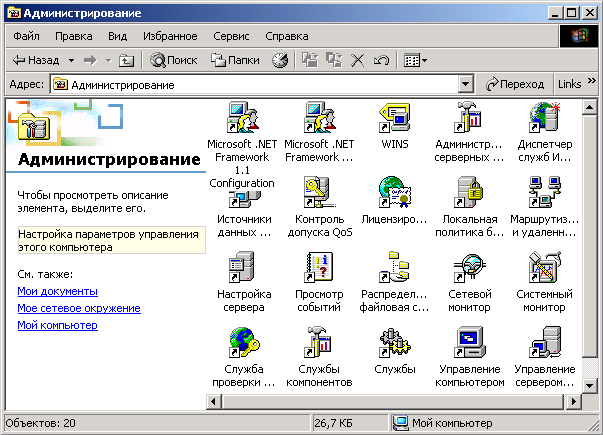 Администрирование
Файл Правка Вид Избранное Сервис Справка
Назад Поиск Папки
Адрес: Администрирование Переход Links »
Администрирование
Чтобы просмотреть описание
элемента, выделите его.
Настройка параметров управления
этого компьютера
См. также:
Мои документы
Мое сетевое окружение
Мой компьютер
Microsoft .NET
Framework
1.1
Configuration
Microsoft .NET
Framework ...
WINS
Администр...
серверных ...
Диспетчер
служб И...
Источники
данных ...
Контроль
допуска QoS
Лицензиро...
Локальная
политика б...
Маршрутиз...
и удаленн...
Настройка
сервера
Просмотр
событий
Распредел...
файловая с...
Сетевой
монитор
Системный
монитор
Служба
проверки ...
Службы
компонентов
Службы
Управление
компьютером
Управление
сервером...
Объектов: 20 26,7 КБ Мой компьютер